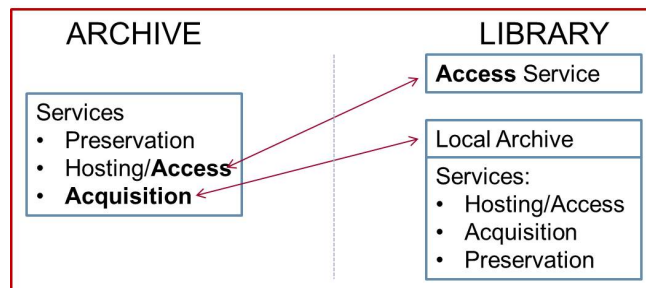 ARCHIVE
Services
• Preservation
• Hosting/Access
• Acquisition
LIBRARY
Access Service
Local Archive
Services:
• Hosting/Access
• Acquisition
• Preservation